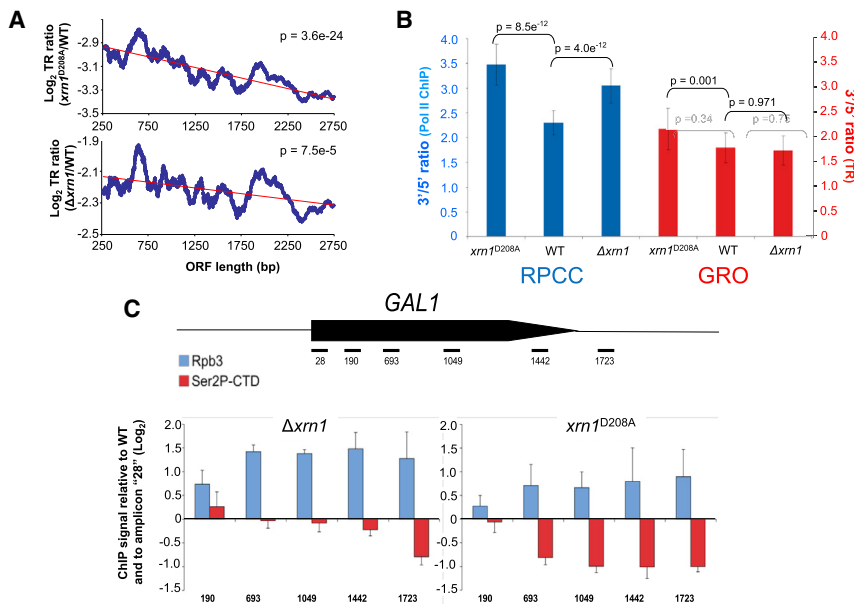 A
Log2 TR ratio
(xrn1D208A/WT)
-2.9
-3.1
-3.3
-3.5
p = 3.6e-24
250 750 1250 1750 2250 2750
Log2 TR ratio
(Δxrn1/WT)
-1.9
-2.1
-2.3
-2.5
p = 7.5e-5
250 750 1250 1750 2250 2750
ORF length (bp)
B
3'/5' ratio (Pol II ChIP)
4.0
3.5
3.0
2.5
2.0
1.5
1.0
0.5
0
p = 8.5e-12
p = 4.0e-12
p = 0.001
p = 0.971
p =0.34
p =0.75
4.0
3.5
3.0
2.5
2.0
1.5
1.0
0.5
0
3'/5' ratio (TR)
xrn1D208A WT Δxrn1 xrn1D208A WT Δxrn1
RPCC GRO
C
GAL1
28 190 693 1049 1442 1723
Rpb3
Ser2P-CTD
ChIP signal relative to WT
and to amplicon “28” (Log2)
Δxrn1
2.0
1.5
1.0
0.5
0
-0.5
-1.0
-1.5
190 693 1049 1442 1723
xrn1D208A
2.0
1.5
1.0
0.5
0
-0.5
-1.0
-1.5
190 693 1049 1442 1723